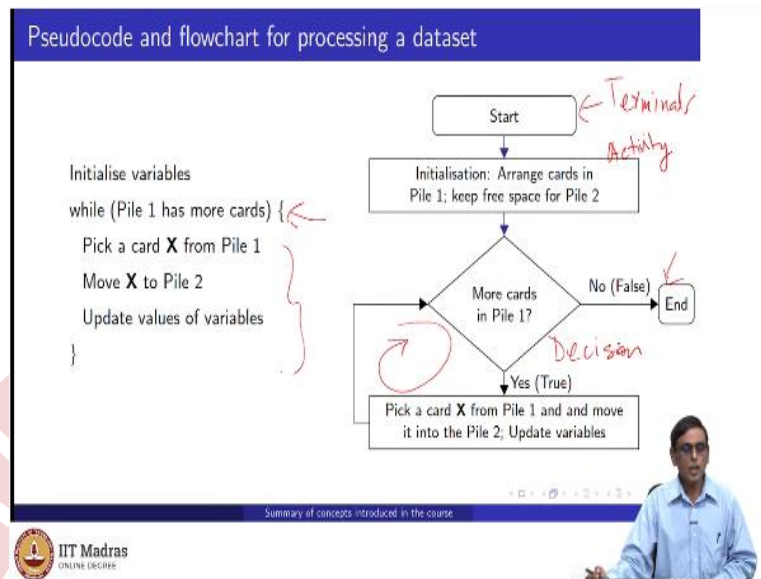 Pseudocode and flowchart for processing a dataset
Initialise variables
while (Pile 1 has more cards) {
Pick a card X from Pile 1
Move X to Pile 2
Update values of variables
}
Start
Terminals
Activity
Initialisation: Arrange cards in
Pile 1; keep free space for Pile 2
More cards
in Pile 1?
No (False)
End
Decision
Yes (True)
Pick a card X from Pile 1 and and move
it into the Pile 2; Update variables
Summary of concepts introduced in the course
IIT Madras
ONLINE DEGREE